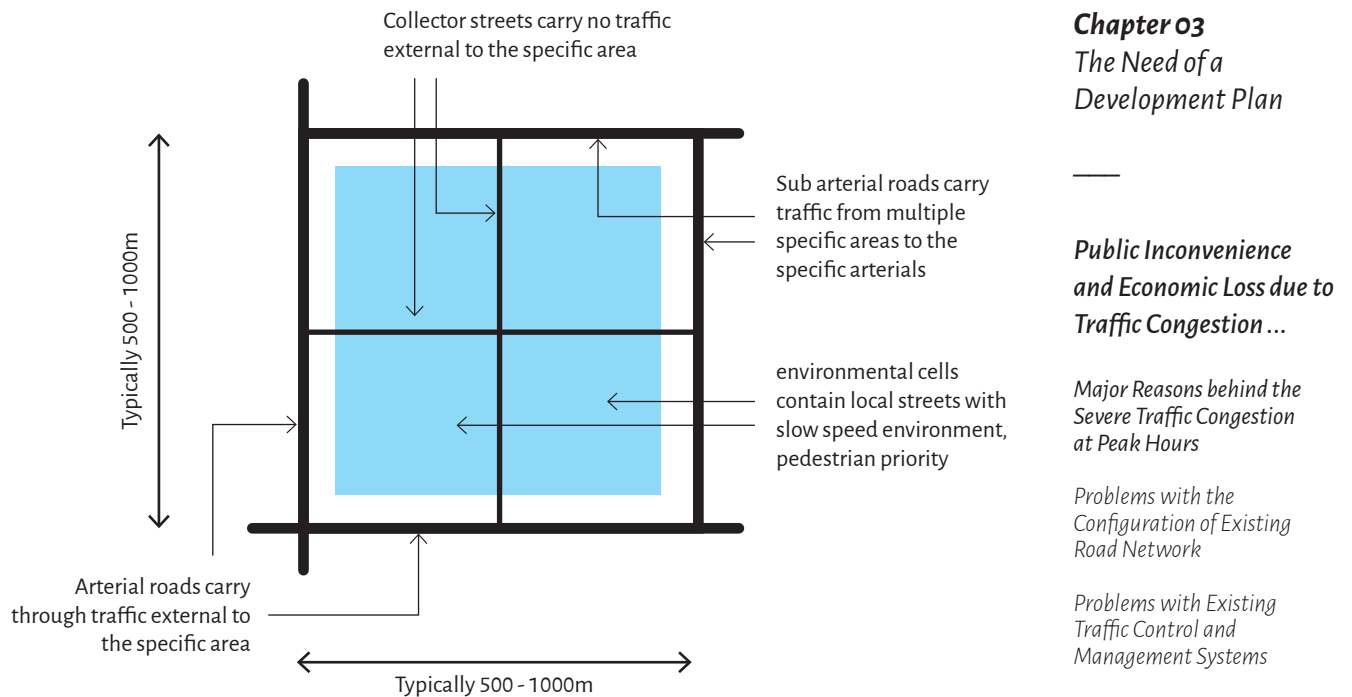 Collector streets carry no traffic
external to the specific area
Sub arterial roads carry
traffic from multiple
specific areas to the
specific arterials
Typically 500 - 1000m
environmental cells
contain local streets with
slow speed environment,
pedestrian priority
Arterial roads carry
through traffic external to
the specific area
Typically 500 - 1000m
Chapter 03
The Need of a
Development Plan
Public Inconvenience
and Economic Loss due to
Traffic Congestion ...
Major Reasons behind the
Severe Traffic Congestion
at Peak Hours
Problems with the
Configuration of Existing
Road Network
Problems with Existing
Traffic Control and
Management Systems